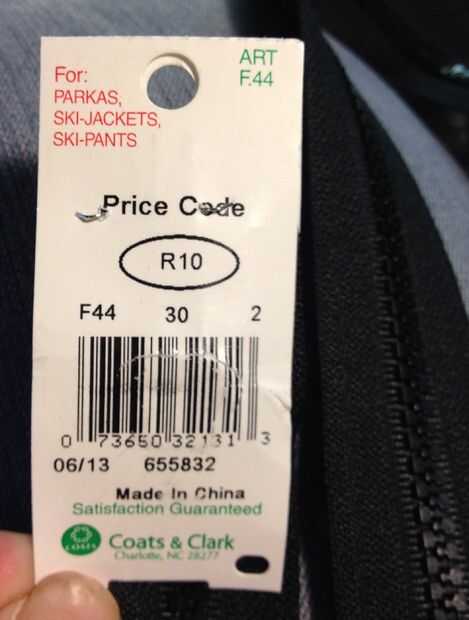 ART
F.44
For:
PARKAS,
SKI-JACKETS,
SKI-PANTS
Price Code
R10
F44 30 2
0 73650 32131 3
06/13 655832
Made In China
Satisfaction Guaranteed
COATS
Coats & Clark
Charlotte, NC 28277